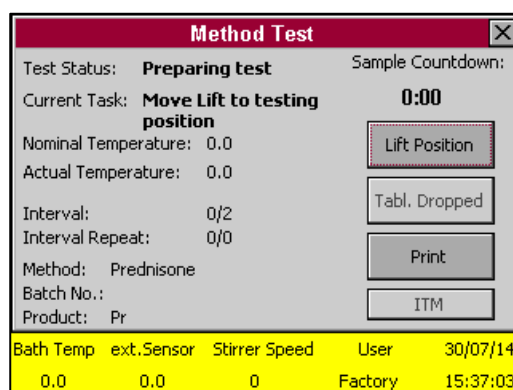 Method Test
Test Status: Preparing test
Sample Countdown:
0:00
Current Task: Move Lift to testing
position
Nominal Temperature: 0.0
Lift Position
Actual Temperature: 0.0
Tabl. Dropped
Interval: 0/2
Interval Repeat: 0/0
Print
Method: Prednisone
Batch No.:
ITM
Product: Pr
Bath Temp ext.Sensor Stirrer Speed User 30/07/14
0.0 0.0 0 Factory 15:37:03